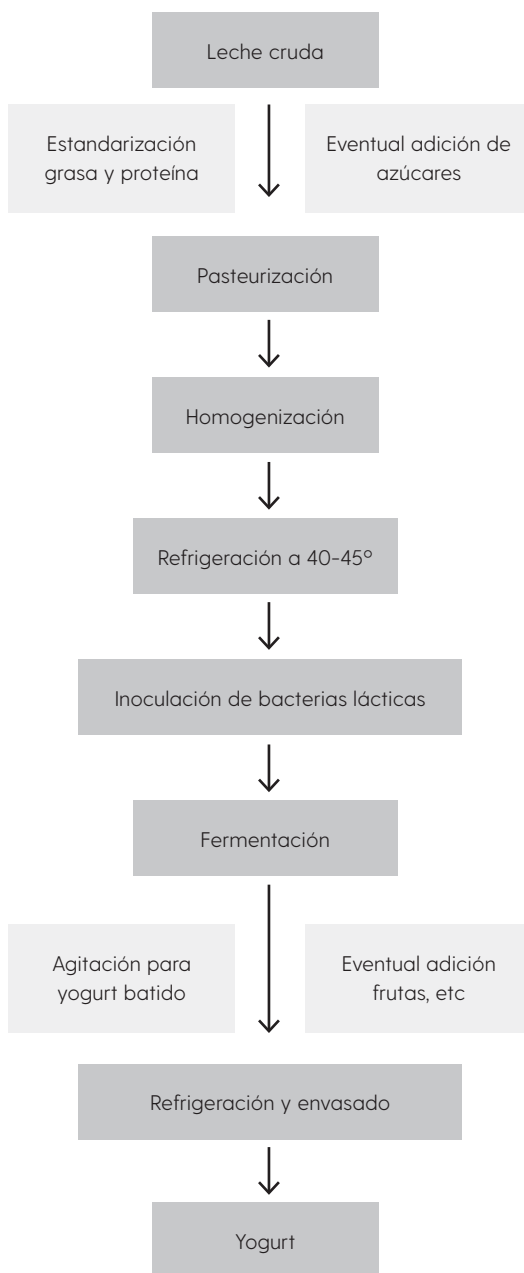 Leche cruda
Estandarización
grasa y proteína
Eventual adición de
azúcares
Pasteurización
Homogenización
Refrigeración a 40-45º
Inoculación de bacterias lácticas
Fermentación
Agitación para
yogurt batido
Eventual adición
frutas, etc
Refrigeración y envasado
Yogurt